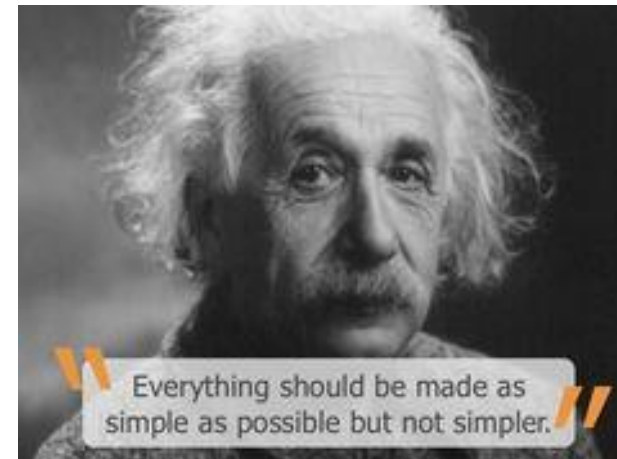 "Everything should be made as
simple as possible but not simpler."